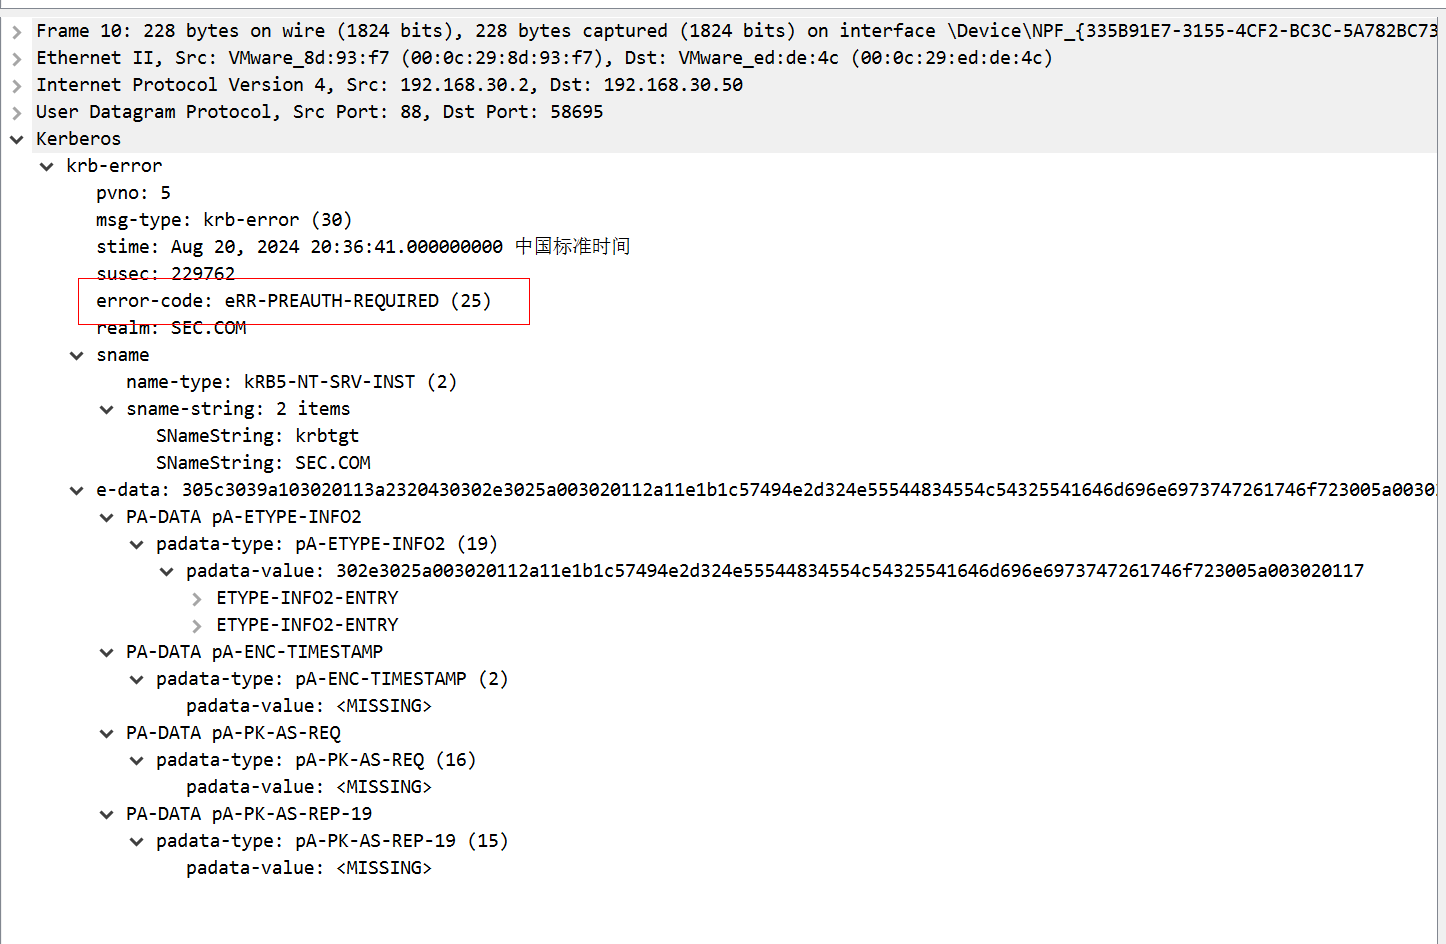 Frame 10: 228 bytes on wire (1824 bits), 228 bytes captured (1824 bits) on interface \Device\NPF_{335B91E7-3155-4CF2-BC3C-5A782BC73
Ethernet II, Src: VMware_8d:93:f7 (00:0c:29:8d:93:f7), Dst: VMware_ed:de:4c (00:0c:29:ed:de:4c)
Internet Protocol Version 4, Src: 192.168.30.2, Dst: 192.168.30.50
User Datagram Protocol, Src Port: 88, Dst Port: 58695
Kerberos
krb-error
pvno: 5
msg-type: krb-error (30)
stime: Aug 20, 2024 20:36:41.000000000 中国标准时间
susec: 229762
error-code: eRR-PREAUTH-REQUIRED (25)
realm: SEC.COM
sname
name-type: kRB5-NT-SRV-INST (2)
sname-string: 2 items
SNameString: krbtgt
SNameString: SEC.COM
e-data: 305c3039a103020113a2320430302e3025a003020112a11e1b1c57494e2d324e55544834554c54325541646d696e6973747261746f723005a00302
PA-DATA pA-ETYPE-INFO2
padata-type: pA-ETYPE-INFO2 (19)
padata-value: 302e3025a003020112a11e1b1c57494e2d324e55544834554c54325541646d696e6973747261746f723005a003020117
ETYPE-INFO2-ENTRY
ETYPE-INFO2-ENTRY
PA-DATA pA-ENC-TIMESTAMP
padata-type: pA-ENC-TIMESTAMP (2)
padata-value: <MISSING>
PA-DATA pA-PK-AS-REQ
padata-type: pA-PK-AS-REQ (16)
padata-value: <MISSING>
PA-DATA pA-PK-AS-REP-19
padata-type: pA-PK-AS-REP-19 (15)
padata-value: <MISSING>